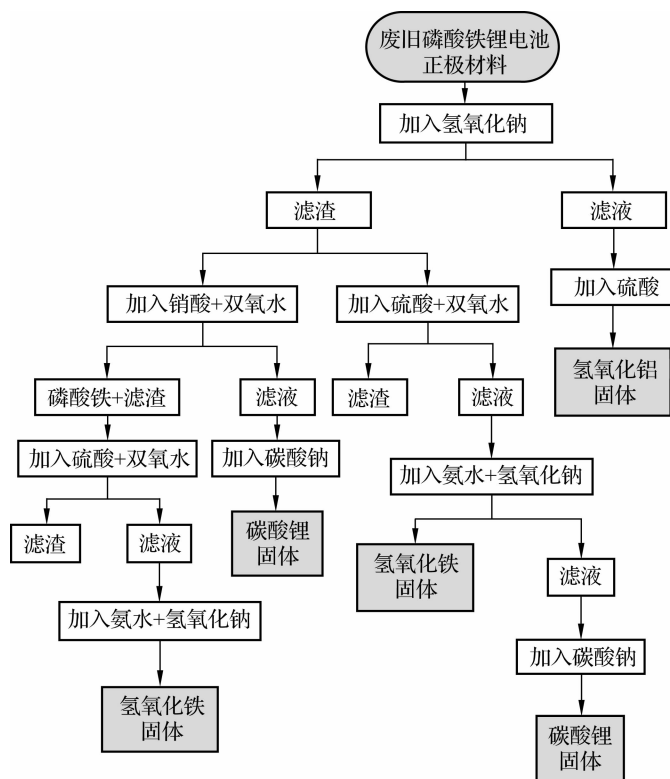 废旧磷酸铁锂电池
正极材料
加入氢氧化钠
滤渣
滤液
加入硝酸+双氧水
加入硫酸+双氧水
加入硫酸
磷酸铁+滤渣
滤液
滤渣
滤液
氢氧化铝
固体
加入硫酸+双氧水
加入碳酸钠
加入氨水+氢氧化钠
滤渣
滤液
碳酸锂
固体
氢氧化铁
固体
滤液
加入氨水+氢氧化钠
加入碳酸钠
氢氧化铁
固体
碳酸锂
固体